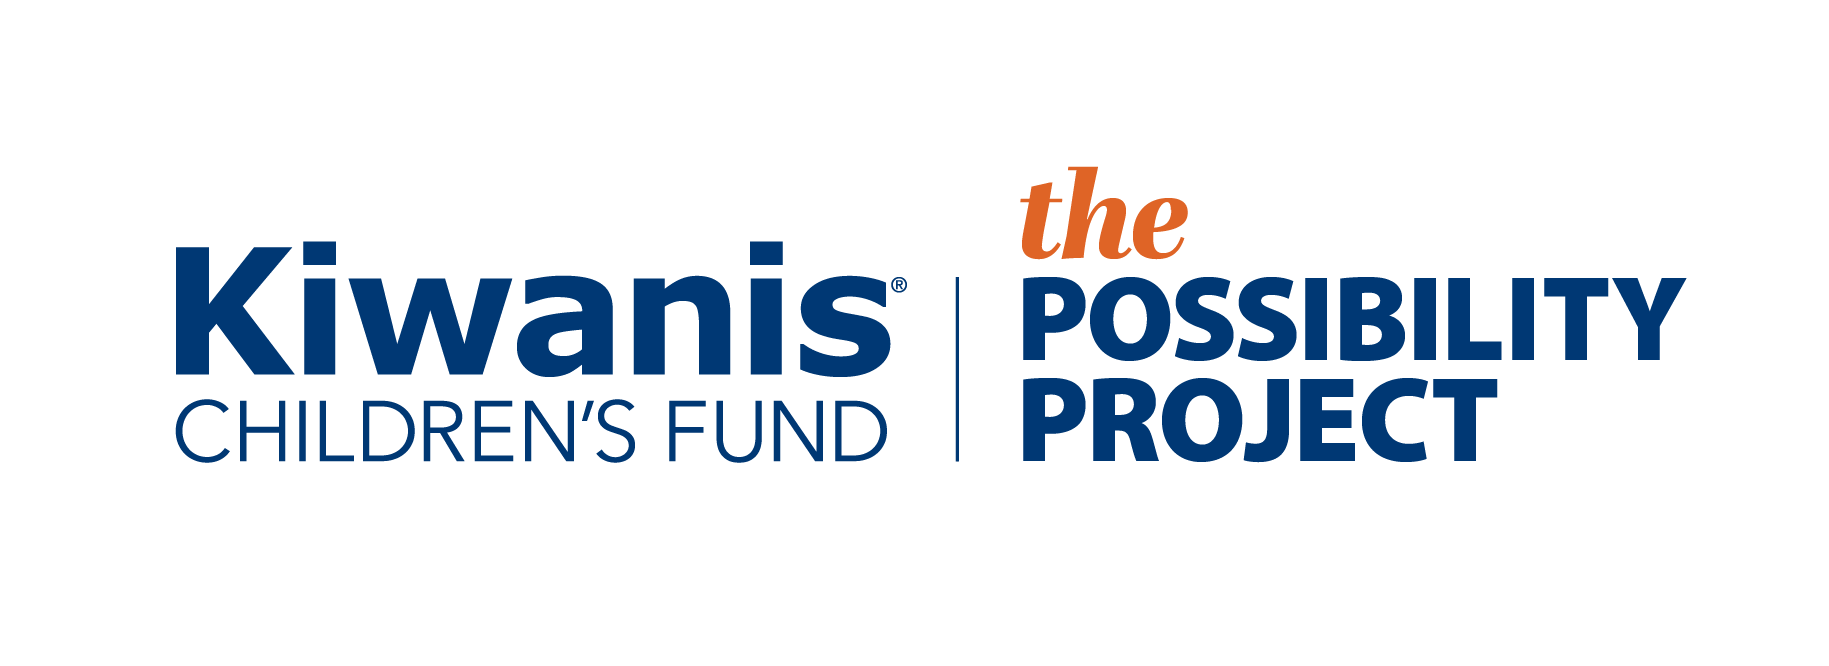 Kiwanis®
CHILDREN'S FUND
the
POSSIBILITY
PROJECT